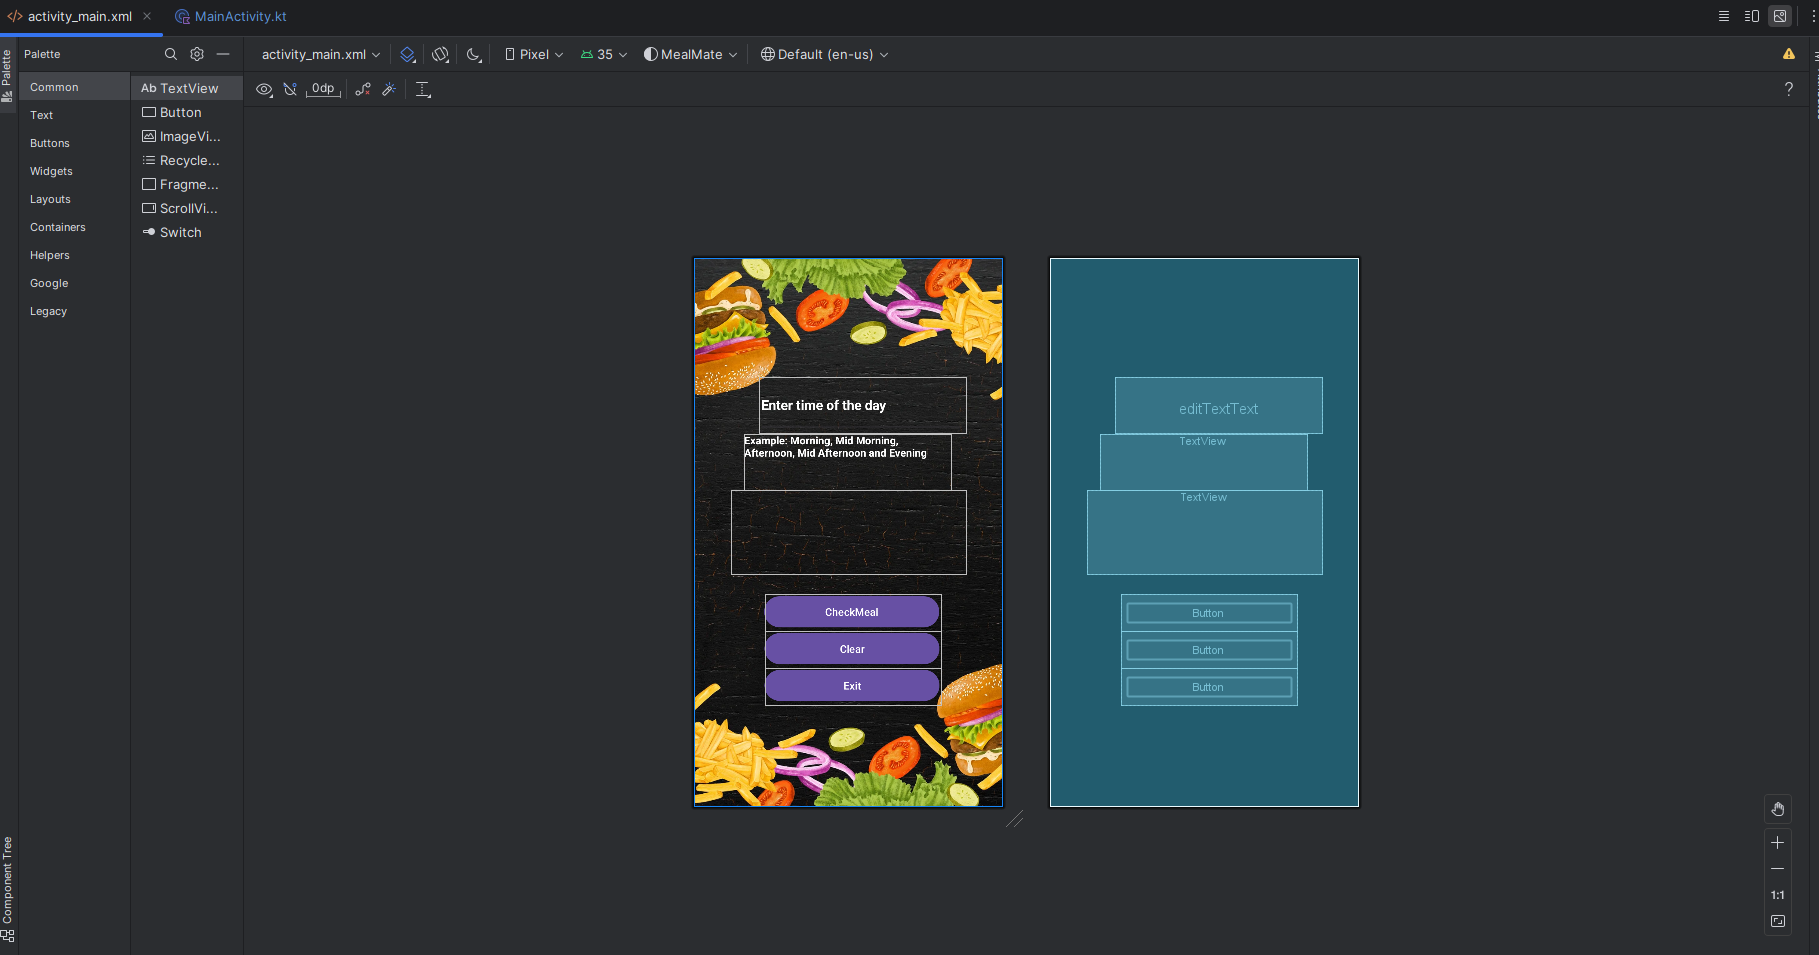 activity_main.xml
MainActivity.kt
Palette
Palette
activity_main.xml
Pixel
35
MealMate
Default (en-us)
Common
Text
Buttons
Widgets
Layouts
Containers
Helpers
Google
Legacy
Ab TextView
Button
ImageVi...
Recycle...
Fragme...
ScrollVi...
Switch
0dp
?
Enter time of the day
Example: Morning, Mid Morning,
Afternoon, Mid Afternoon and Evening
CheckMeal
Clear
Exit
editTextText
TextView
TextView
Button
Button
Button
Component Tree
1:1